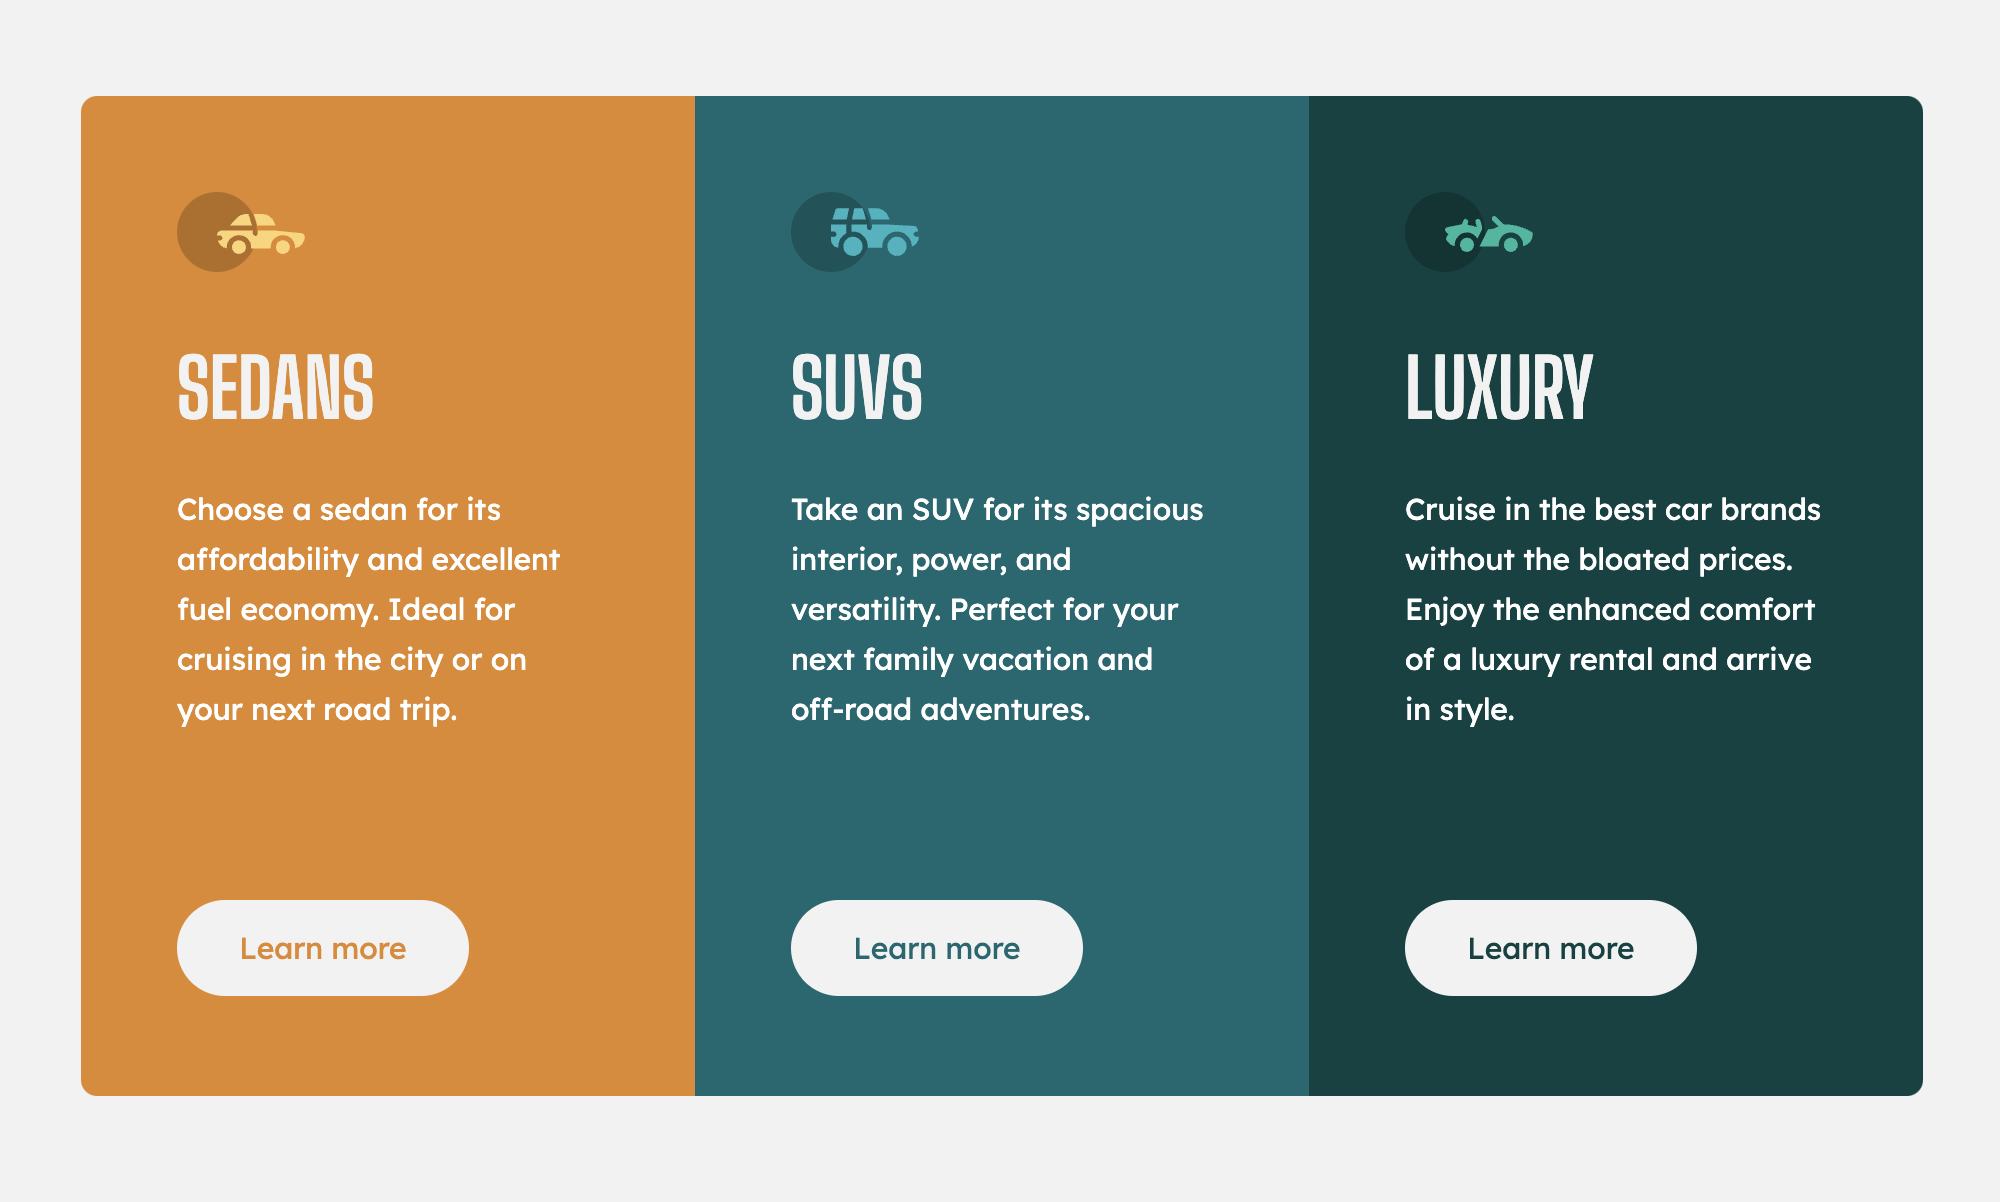 SEDANS
Choose a sedan for its
affordability and excellent
fuel economy. Ideal for
cruising in the city or on
your next road trip.
Learn more
SUVS
Take an SUV for its spacious
interior, power, and
versatility. Perfect for your
next family vacation and
off-road adventures.
Learn more
LUXURY
Cruise in the best car brands
without the bloated prices.
Enjoy the enhanced comfort
of a luxury rental and arrive
in style.
Learn more